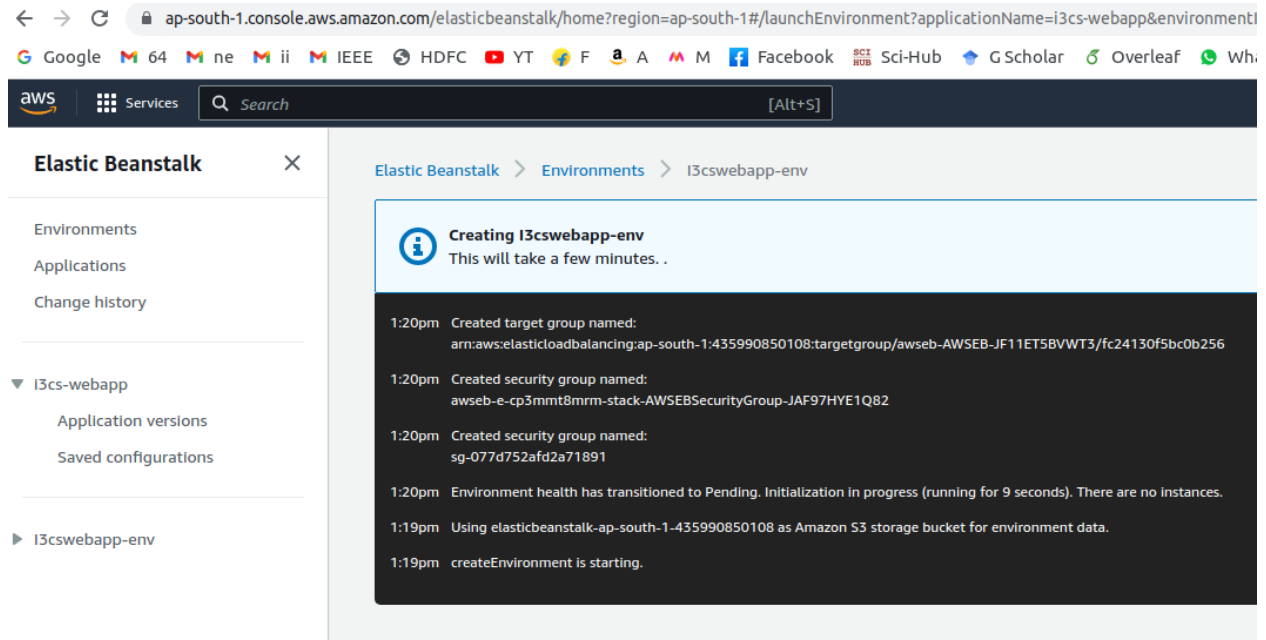 ap-south-1.console.aws.amazon.com/elasticbeanstalk/home?region=ap-south-1#/launchEnvironment?applicationName=i3cs-webapp&environment
G Google M 64 M ne M ii M IEEE HDFC YT F a A M Facebook SCI HUB Sci-Hub G Scholar Overleaf Wh
aws Services Search [Alt+S]
Elastic Beanstalk
Environments
Applications
Change history
I3cs-webapp
Application versions
Saved configurations
I3cswebapp-env
Elastic Beanstalk > Environments > I3cswebapp-env
Creating I3cswebapp-env
This will take a few minutes. .
1:20pm Created target group named:
arn:aws:elasticloadbalancing:ap-south-1:435990850108:targetgroup/awseb-AWSEB-JF11ET5BVWT3/fc24130f5bc0b256
1:20pm Created security group named:
awseb-e-cp3mmt8mrm-stack-AWSEBSecurityGroup-JAF97HYE1Q82
1:20pm Created security group named:
sg-077d752afd2a71891
1:20pm Environment health has transitioned to Pending. Initialization in progress (running for 9 seconds). There are no instances.
1:19pm Using elasticbeanstalk-ap-south-1-435990850108 as Amazon S3 storage bucket for environment data.
1:19pm createEnvironment is starting.